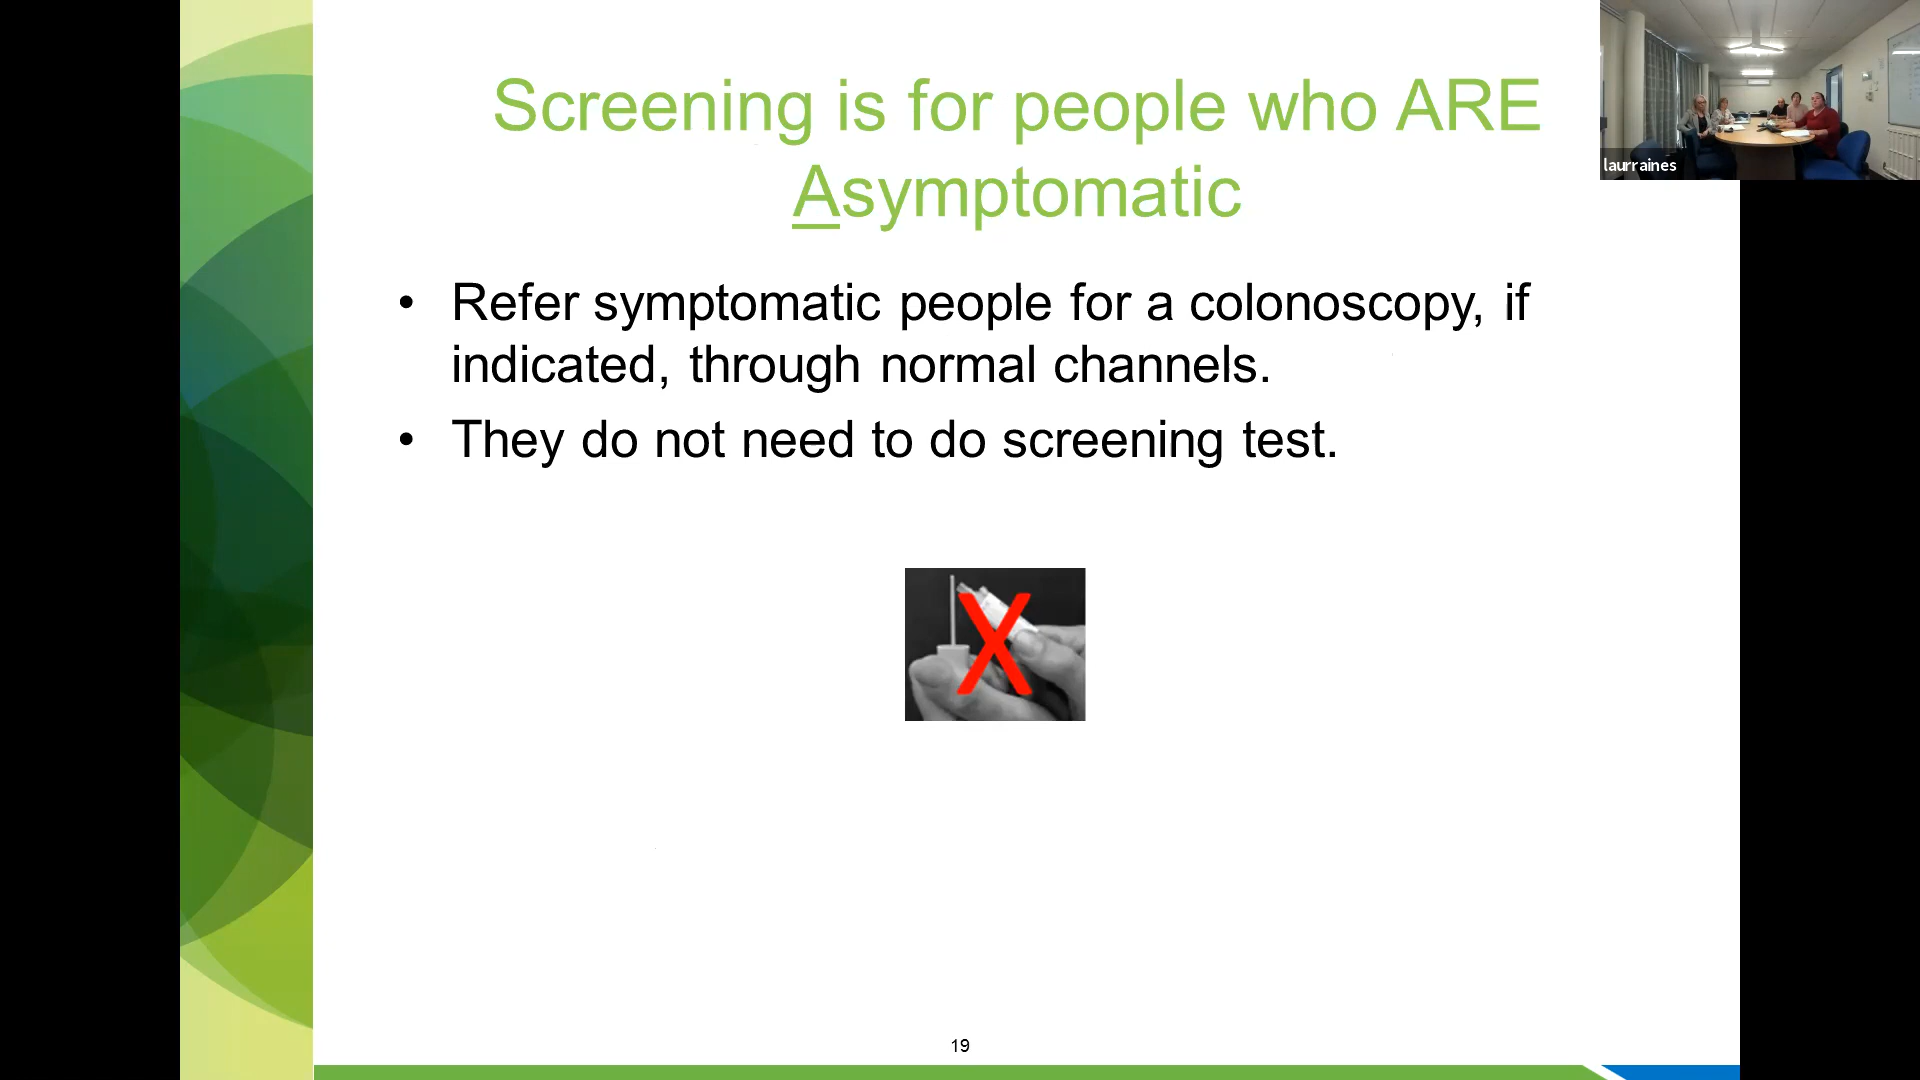 Screening is for people who ARE
Asymptomatic
• Refer symptomatic people for a colonoscopy, if
indicated, through normal channels.
• They do not need to do screening test.
X
19
laurraines